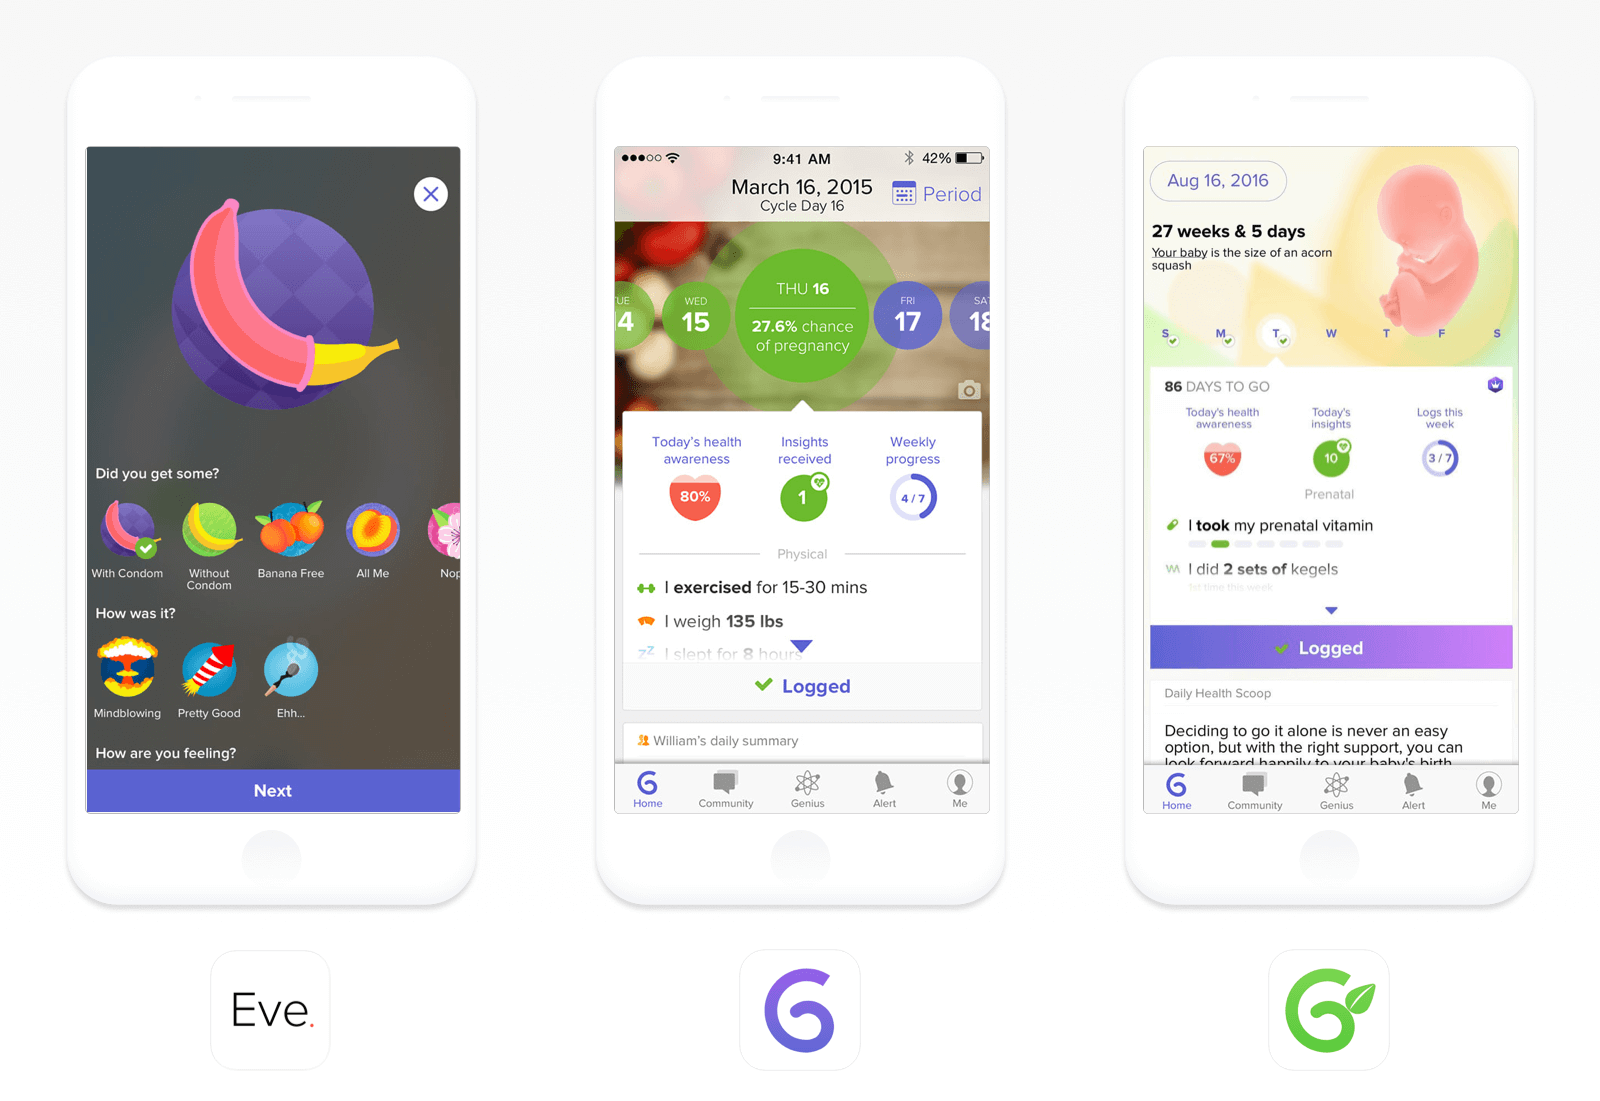 Did you get some?
With Condom
Without
Condom
Banana Free
All Me
Nop
How was it?
Mindblowing
Pretty Good
Ehh...
How are you feeling?
Next
Eve.
9:41 AM
42%
March 16, 2015
Cycle Day 16
Period
UE
4
WED
15
THU 16
27.6% chance
of pregnancy
FRI
17
SA
18
Today's health
awareness
80%
Insights
received
1
Weekly
progress
4 / 7
Physical
I exercised for 15-30 mins
I weigh 135 lbs
zz I slept for 8 hours
Logged
William's daily summary
Home
Community
Genius
Alert
Me
Aug 16, 2016
27 weeks & 5 days
Your baby is the size of an acorn
squash
S M T W T F S
86 DAYS TO GO
Today's health
awareness
67%
Today's
insights
10
Logs this
week
3 / 7
Prenatal
I took my prenatal vitamin
I did 2 sets of kegels
1st time this week
Logged
Daily Health Scoop
Deciding to go it alone is never an easy
option, but with the right support, you can
look forward happily to your baby's birth
Home
Community
Genius
Alert
Me